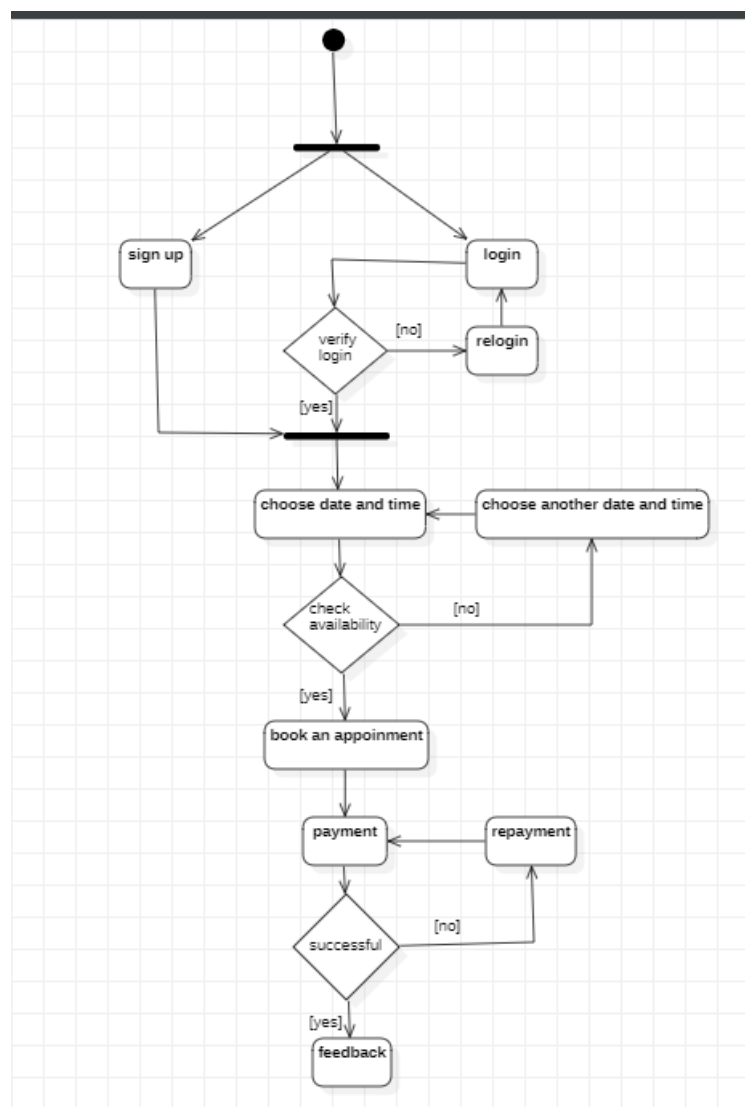 sign up
login
verify
login
[no]
relogin
[yes]
choose date and time
choose another date and time
check
availability
[no]
[yes]
book an appoinment
payment
repayment
successful
[no]
[yes]
feedback